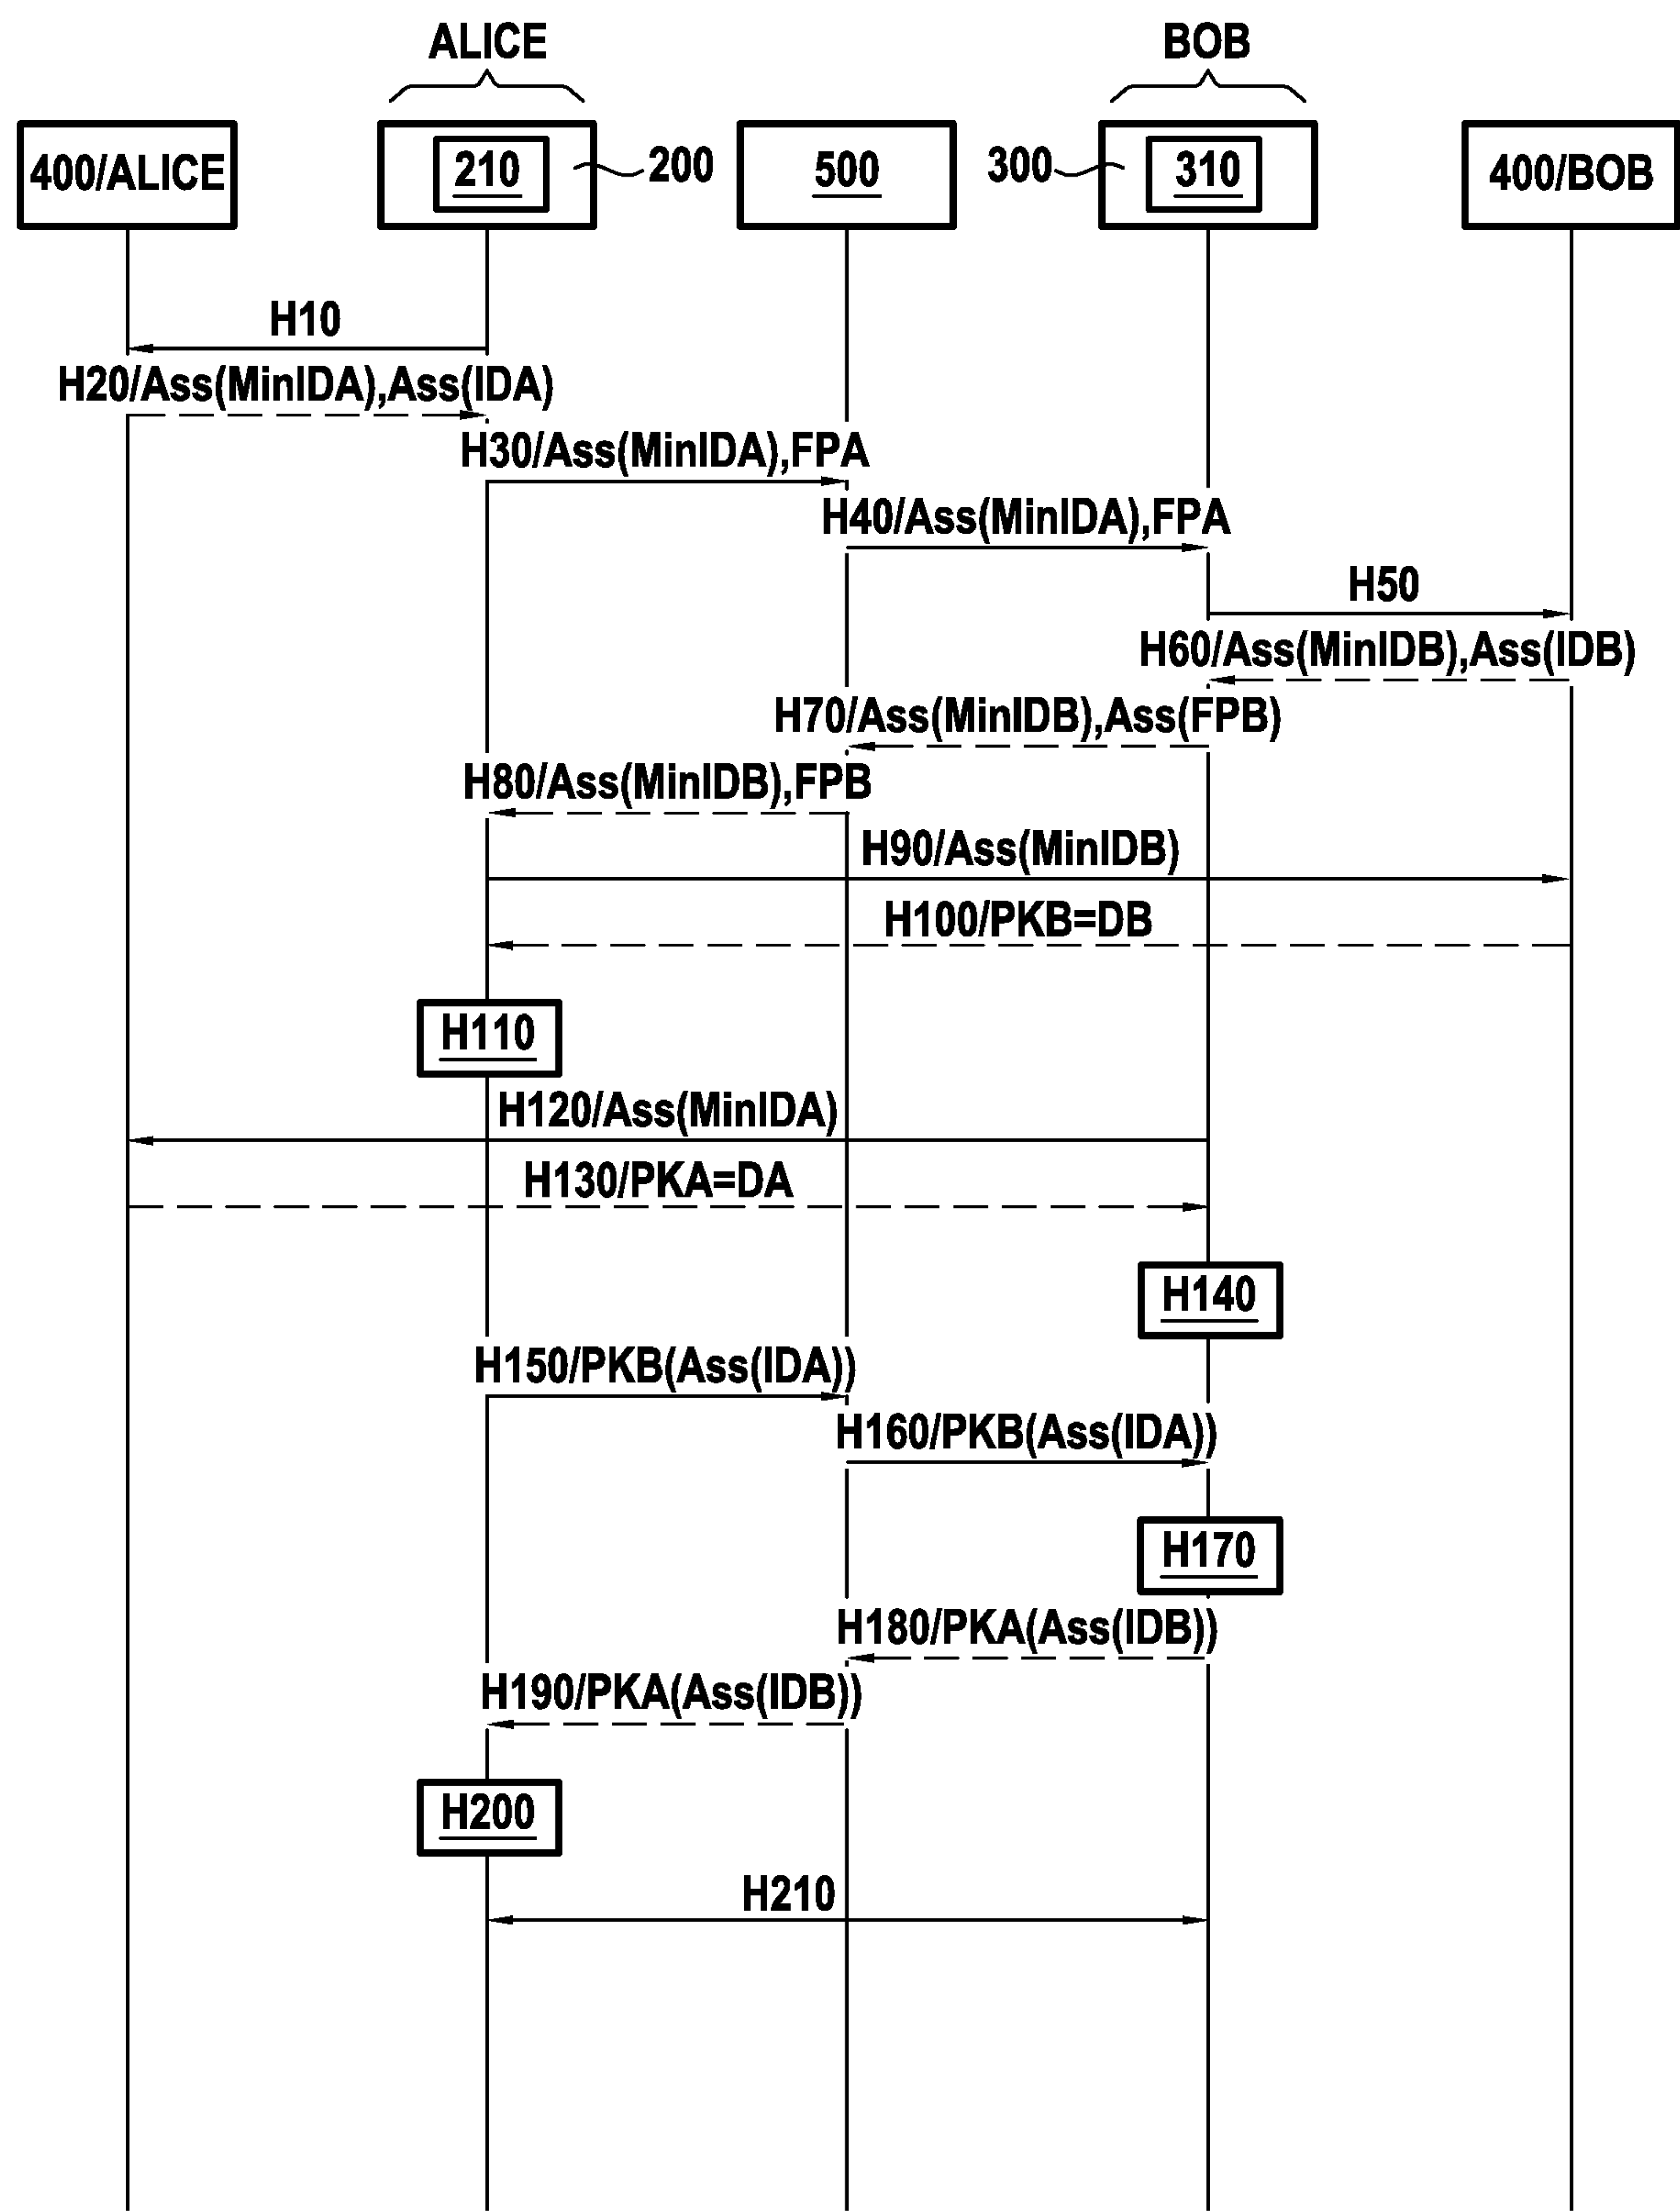 ALICE BOB
400/ALICE 210 200 500 300 310 400/BOB
H10
H20/Ass(MinIDA),Ass(IDA)
H30/Ass(MinIDA),FPA
H40/Ass(MinIDA),FPA
H50
H60/Ass(MinIDB),Ass(IDB)
H70/Ass(MinIDB),Ass(FPB)
H80/Ass(MinIDB),FPB
H90/Ass(MinIDB)
H100/PKB=DB
H110
H120/Ass(MinIDA)
H130/PKA=DA
H140
H150/PKB(Ass(IDA))
H160/PKB(Ass(IDA))
H170
H180/PKA(Ass(IDB))
H190/PKA(Ass(IDB))
H200
H210